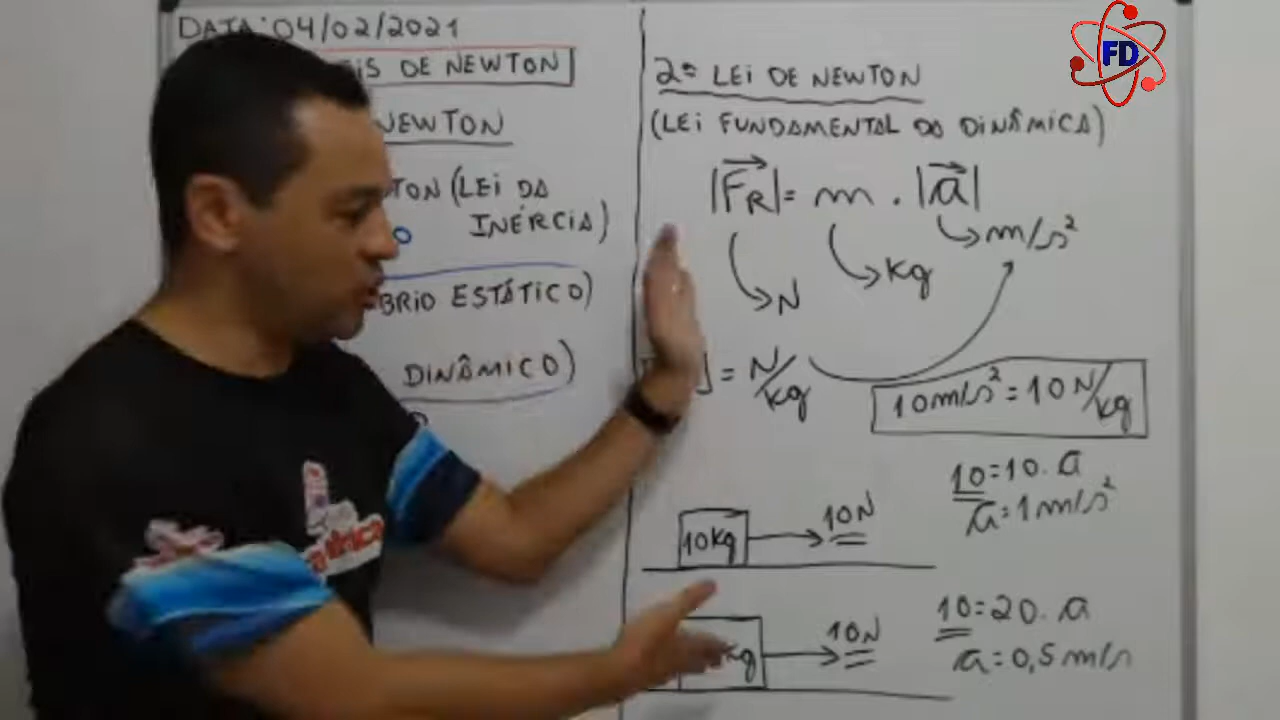 DATA: 04/02/2021
EIS DE NEWTON
NEWTON
TON (LEI DA
INÉRCIA)
BRIO ESTÁTICO)
DINÂMICO)
2ª LEI DE NEWTON
(LEI FUNDAMENTAL DA DINÂMICA)
|F_R| = m . |a|
m/s²
kg
N
] = N/kg
10 m/s² = 10 N/kg
10 = 10 . a
a = 1 m/s²
10kg
10N
10 = 20 . a
a = 0,5 m/s
kg
10N
FD